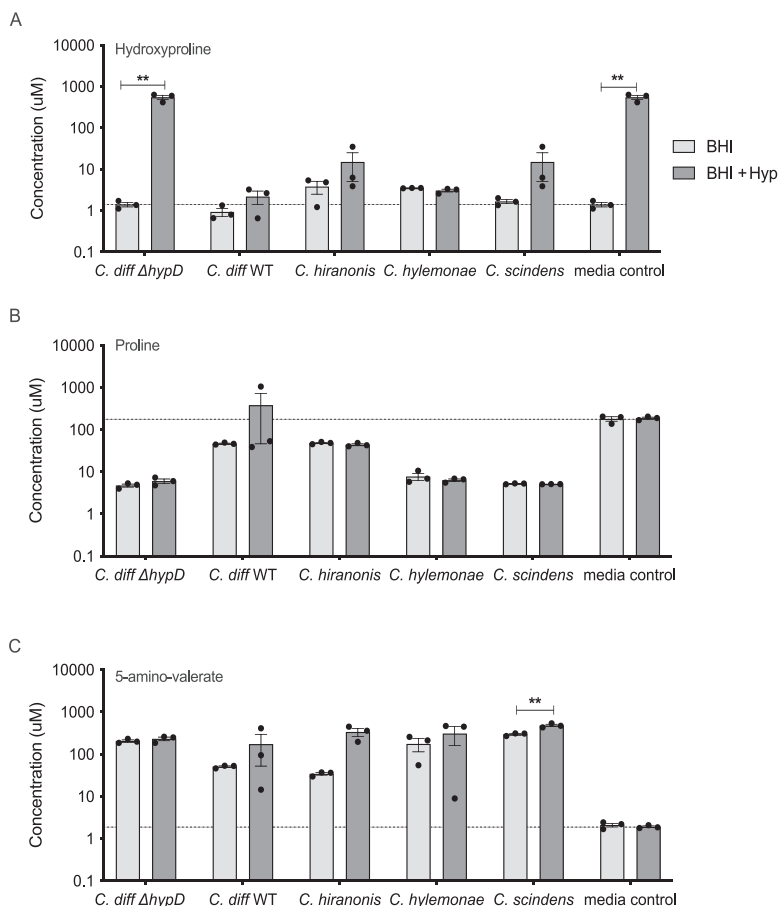 A
Hydroxyproline
Concentration (uM)
10000
1000
100
10
1
0.1
**
**
BHI
BHI + Hyp
C. diff ΔhypD
C. diff WT
C. hiranonis
C. hylemonae
C. scindens
media control
B
Proline
Concentration (uM)
10000
1000
100
10
1
0.1
C. diff ΔhypD
C. diff WT
C. hiranonis
C. hylemonae
C. scindens
media control
C
5-amino-valerate
Concentration (uM)
10000
1000
100
10
1
0.1
**
C. diff ΔhypD
C. diff WT
C. hiranonis
C. hylemonae
C. scindens
media control